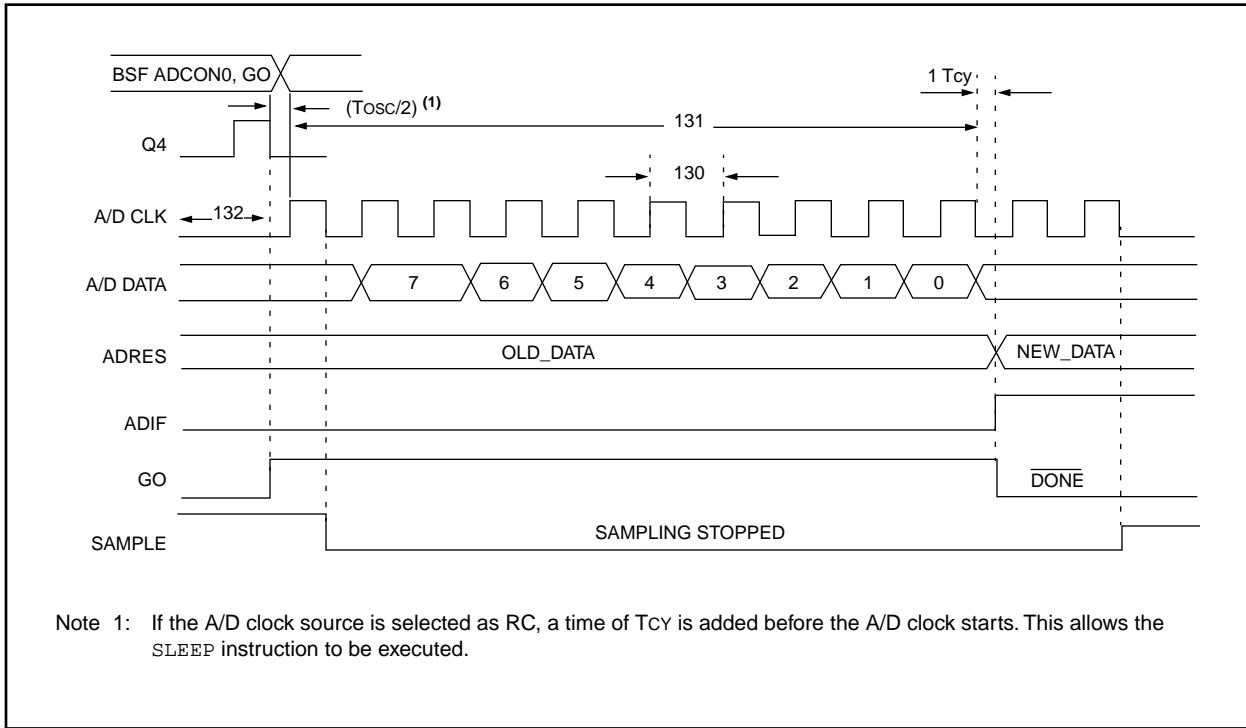 BSF ADCON0, GO
1 Tcy
(TOSC/2) (1)
131
Q4
130
A/D CLK
132
A/D DATA
7 6 5 4 3 2 1 0
ADRES
OLD_DATA
NEW_DATA
ADIF
GO
DONE
SAMPLE
SAMPLING STOPPED
Note 1: If the A/D clock source is selected as RC, a time of TCY is added before the A/D clock starts. This allows the
SLEEP instruction to be executed.